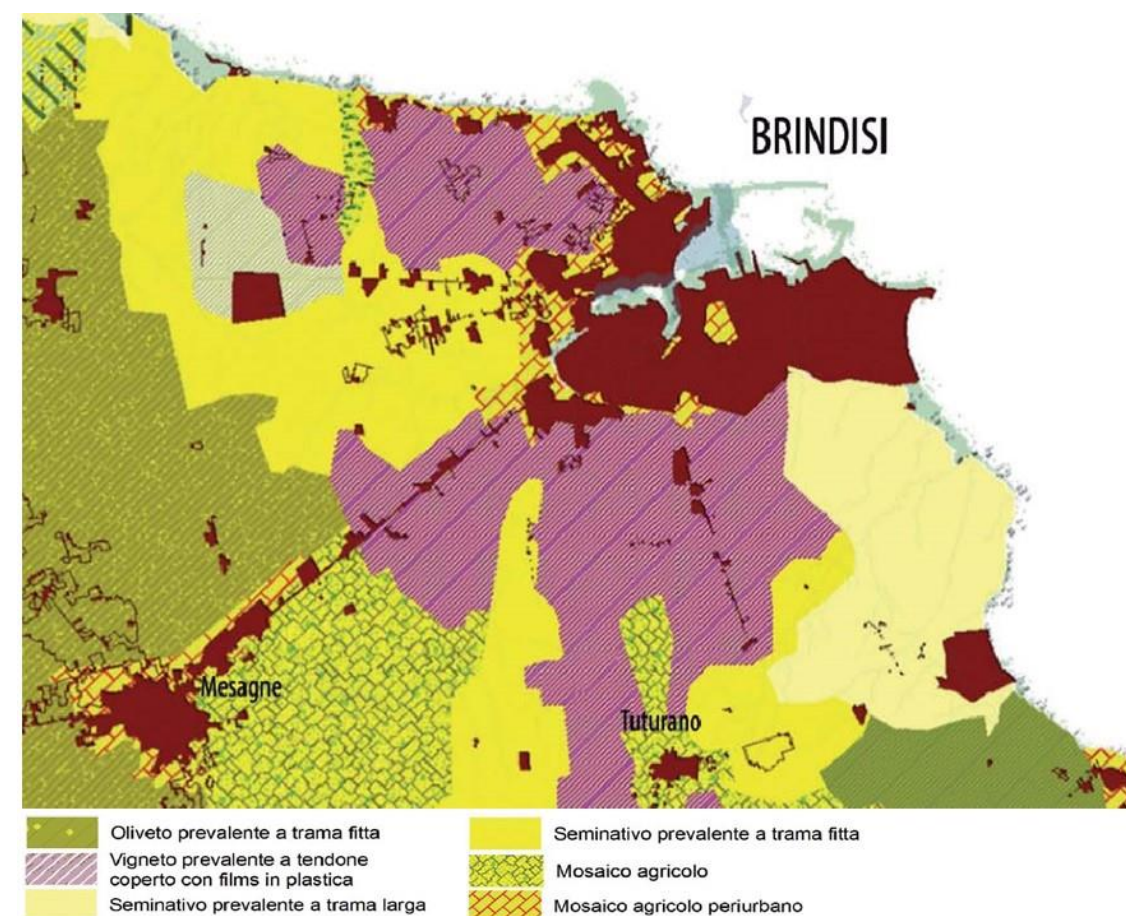 BRINDISI
Mesagne
Tuturano
Oliveto prevalente a trama fitta
Vigneto prevalente a tendone
coperto con films in plastica
Seminativo prevalente a trama larga
Seminativo prevalente a trama fitta
Mosaico agricolo
Mosaico agricolo periurbano